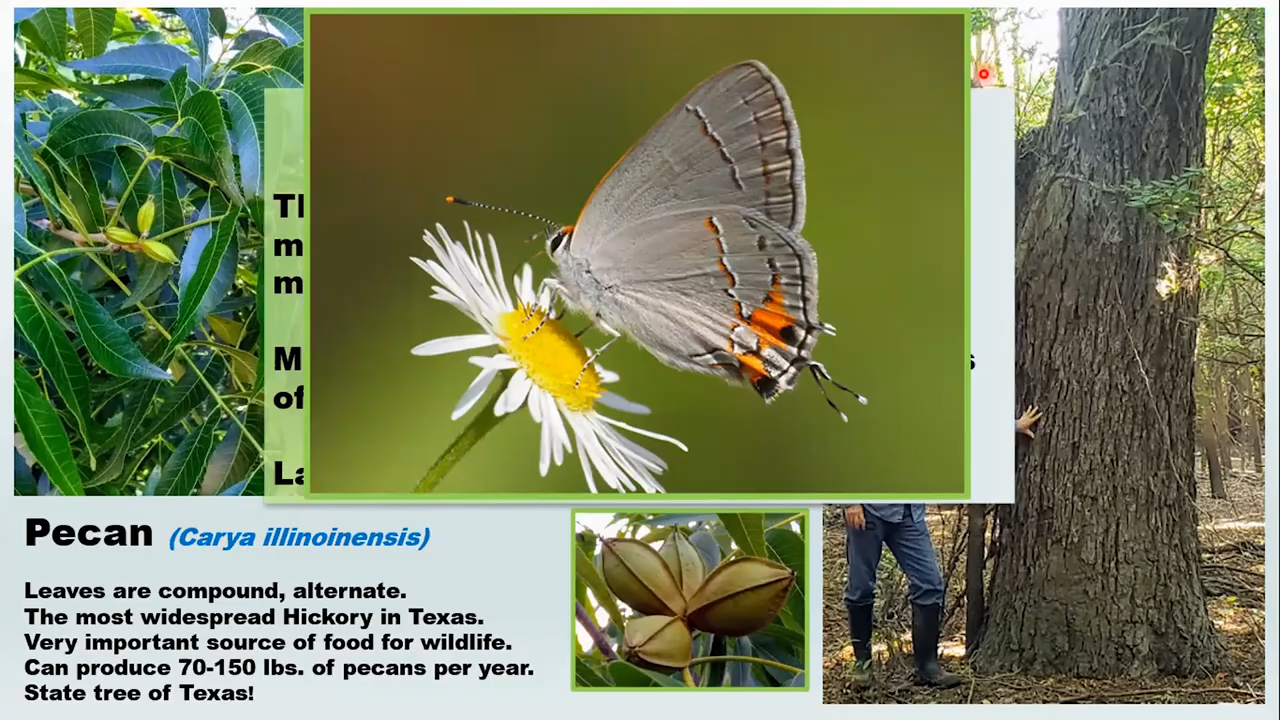 Pecan (Carya illinoinensis)
Leaves are compound, alternate.
The most widespread Hickory in Texas.
Very important source of food for wildlife.
Can produce 70-150 lbs. of pecans per year.
State tree of Texas!